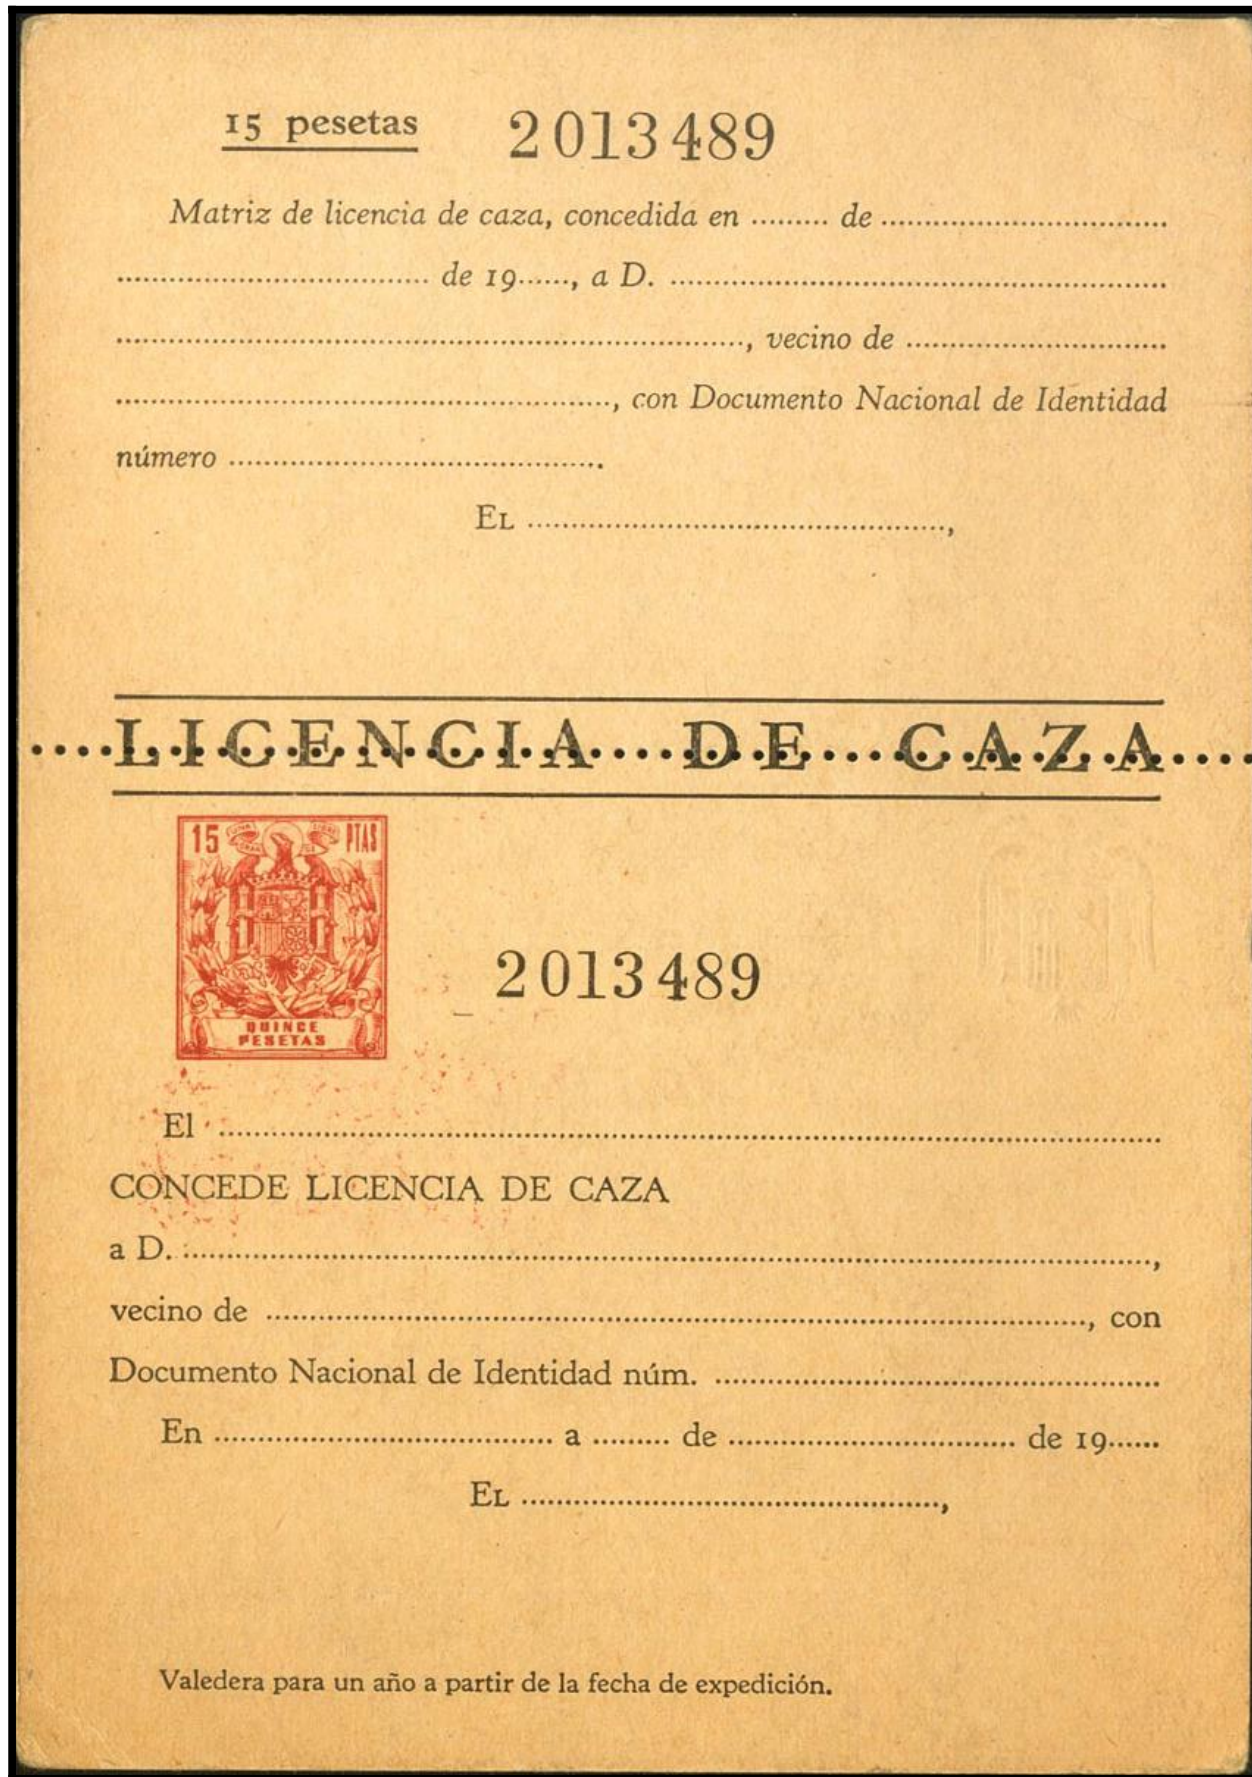 15 pesetas 2013489
Matriz de licencia de caza, concedida en ......... de ..................................
..................................... de 19......, a D. ...........................................................
..........................................................................., vecino de ...............................
..........................................................., con Documento Nacional de Identidad
número .............................................
EL ..................................................,
LICENCIA DE CAZA
15 PTAS
2013489
QUINCE
PESETAS
El ................................................................................................................
CONCEDE LICENCIA DE CAZA
a D. ..................................................................................................................,
vecino de .................................................................................................., con
Documento Nacional de Identidad núm. .....................................................
En ........................................ a ......... de .................................. de 19......
EL ..................................................,
Valedera para un año a partir de la fecha de expedición.